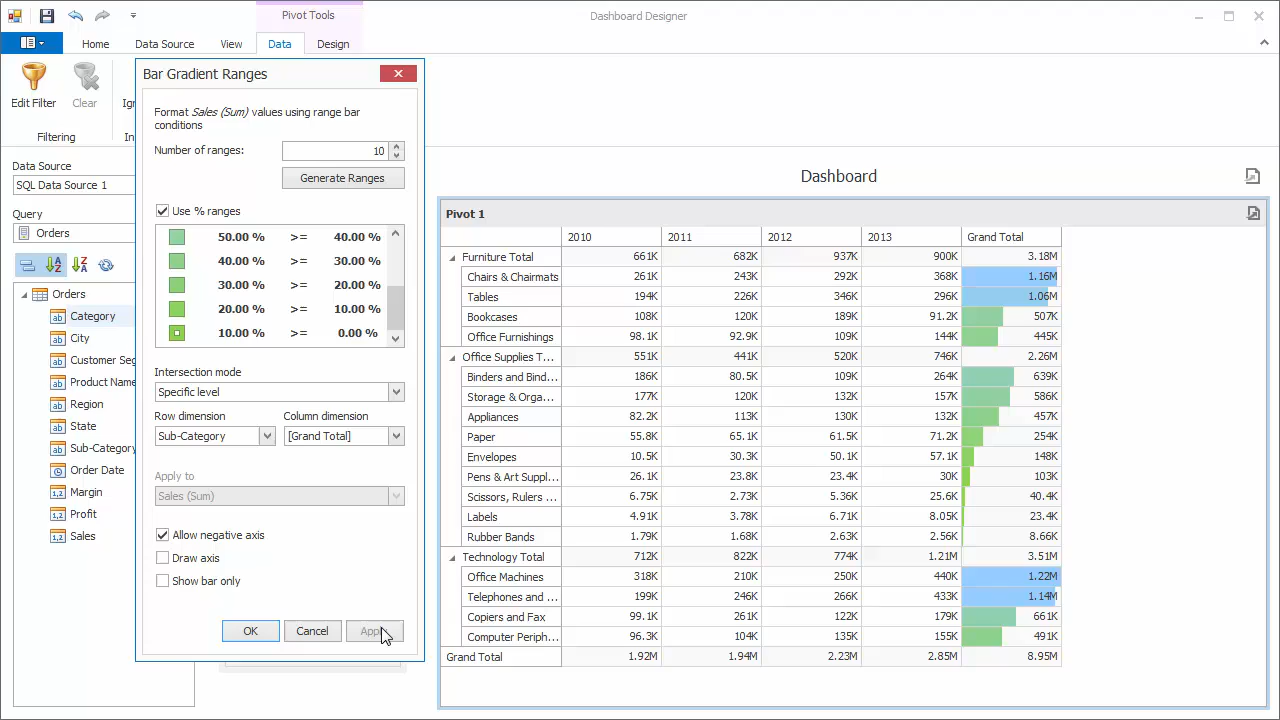 Pivot Tools
Dashboard Designer
Home
Data Source
View
Data
Design
Edit Filter
Clear
Filtering
Bar Gradient Ranges
Format Sales (Sum) values using range bar
conditions
Number of ranges:
10
Generate Ranges
Use % ranges
50.00 % >= 40.00 %
40.00 % >= 30.00 %
30.00 % >= 20.00 %
20.00 % >= 10.00 %
10.00 % >= 0.00 %
Intersection mode
Specific level
Row dimension Column dimension
Sub-Category [Grand Total]
Apply to
Sales (Sum)
Allow negative axis
Draw axis
Show bar only
OK Cancel
Data Source
SQL Data Source 1
Query
Orders
Orders
Category
City
Customer Seg
Product Name
Region
State
Sub-Category
Order Date
Margin
Profit
Sales
Dashboard
Pivot 1
2010 2011 2012 2013 Grand Total
Furniture Total 661K 682K 937K 900K 3.18M
Chairs & Chairmats 261K 243K 292K 368K 1.16M
Tables 194K 226K 346K 296K 1.06M
Bookcases 108K 120K 189K 91.2K 507K
Office Furnishings 98.1K 92.9K 109K 144K 445K
Office Supplies T... 551K 441K 520K 746K 2.26M
Binders and Bind... 186K 80.5K 109K 264K 639K
Storage & Orga... 177K 120K 132K 157K 586K
Appliances 82.2K 113K 130K 132K 457K
Paper 55.8K 65.1K 61.5K 71.2K 254K
Envelopes 10.5K 30.3K 50.1K 57.1K 148K
Pens & Art Suppl... 26.1K 23.8K 23.4K 30K 103K
Scissors, Rulers ... 6.75K 2.73K 5.36K 25.6K 40.4K
Labels 4.91K 3.78K 6.71K 8.05K 23.4K
Rubber Bands 1.79K 1.68K 2.63K 2.56K 8.66K
Technology Total 712K 822K 774K 1.21M 3.51M
Office Machines 318K 210K 250K 440K 1.22M
Telephones and ... 199K 246K 266K 433K 1.14M
Copiers and Fax 99.1K 261K 122K 179K 661K
Computer Periph... 96.3K 104K 135K 155K 491K
Grand Total 1.92M 1.94M 2.23M 2.85M 8.95M